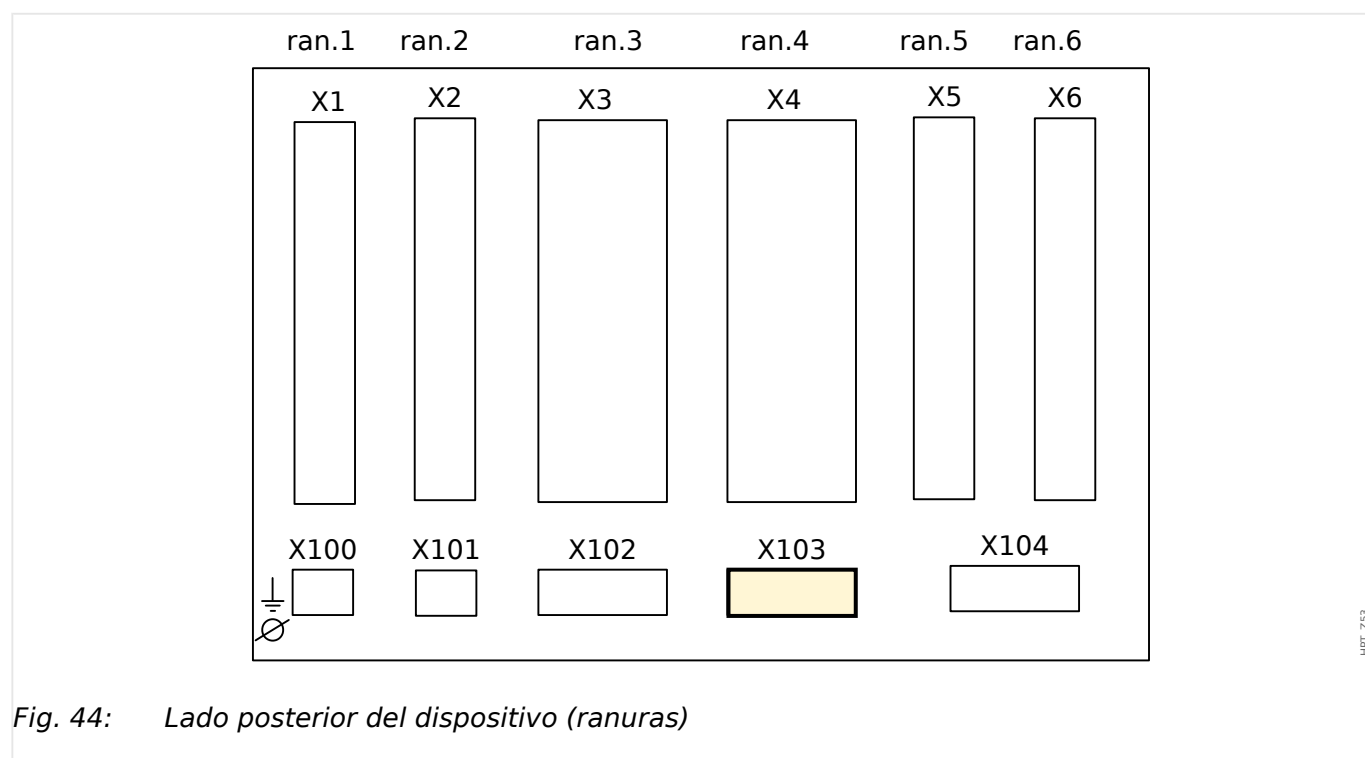 ran.1 ran.2 ran.3 ran.4 ran.5 ran.6
X1 X2 X3 X4 X5 X6
X100 X101 X102 X103 X104
Fig. 44: Lado posterior del dispositivo (ranuras)